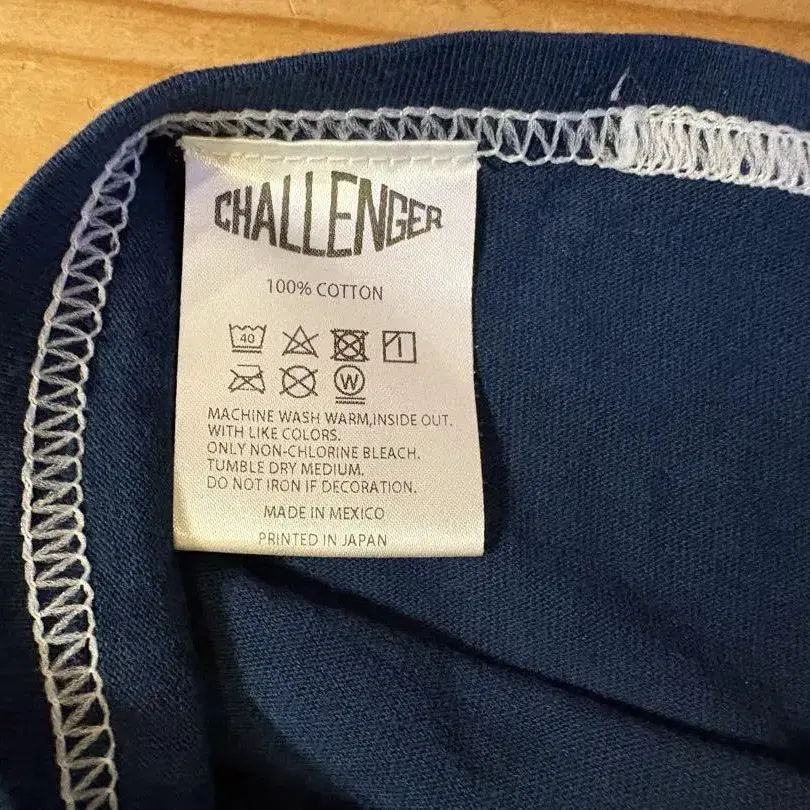 CHALLENGER
100% COTTON
40
W
MACHINE WASH WARM,INSIDE OUT.
WITH LIKE COLORS.
ONLY NON-CHLORINE BLEACH.
TUMBLE DRY MEDIUM.
DO NOT IRON IF DECORATION.
MADE IN MEXICO
PRINTED IN JAPAN